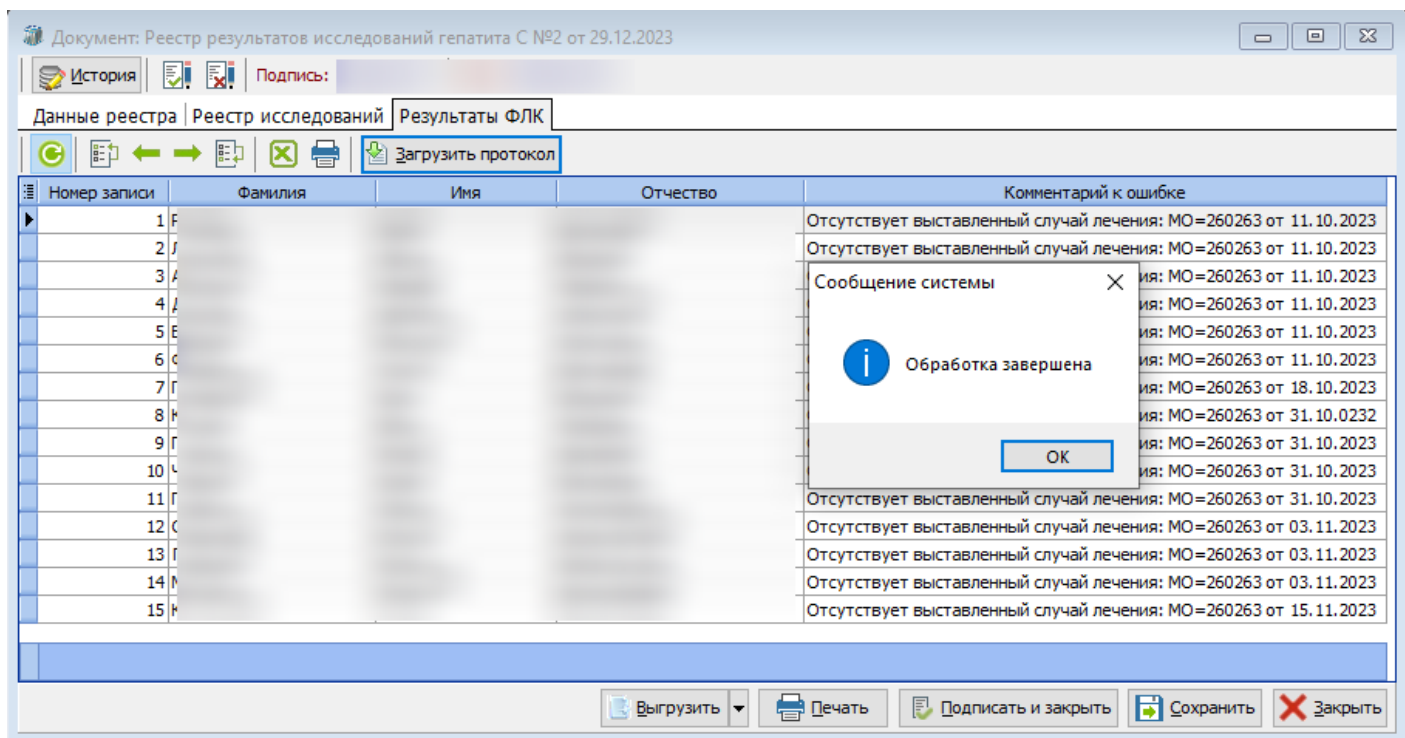 Документ: Реестр результатов исследований гепатита С №2 от 29.12.2023
История Подпись:
Данные реестра Реестр исследований Результаты ФЛК
Загрузить протокол
Номер записи Фамилия Имя Отчество Комментарий к ошибке
1 Отсутствует выставленный случай лечения: МО=260263 от 11.10.2023
2 Отсутствует выставленный случай лечения: МО=260263 от 11.10.2023
3 ия: МО=260263 от 11.10.2023
4 ия: МО=260263 от 11.10.2023
5 ия: МО=260263 от 11.10.2023
6 ия: МО=260263 от 11.10.2023
7 ия: МО=260263 от 18.10.2023
8 ия: МО=260263 от 31.10.0232
9 ия: МО=260263 от 31.10.2023
10 ия: МО=260263 от 31.10.2023
11 Отсутствует выставленный случай лечения: МО=260263 от 31.10.2023
12 Отсутствует выставленный случай лечения: МО=260263 от 03.11.2023
13 Отсутствует выставленный случай лечения: МО=260263 от 03.11.2023
14 Отсутствует выставленный случай лечения: МО=260263 от 03.11.2023
15 Отсутствует выставленный случай лечения: МО=260263 от 15.11.2023
Сообщение системы
Обработка завершена
ОК
Выгрузить Печать Подписать и закрыть Сохранить Закрыть